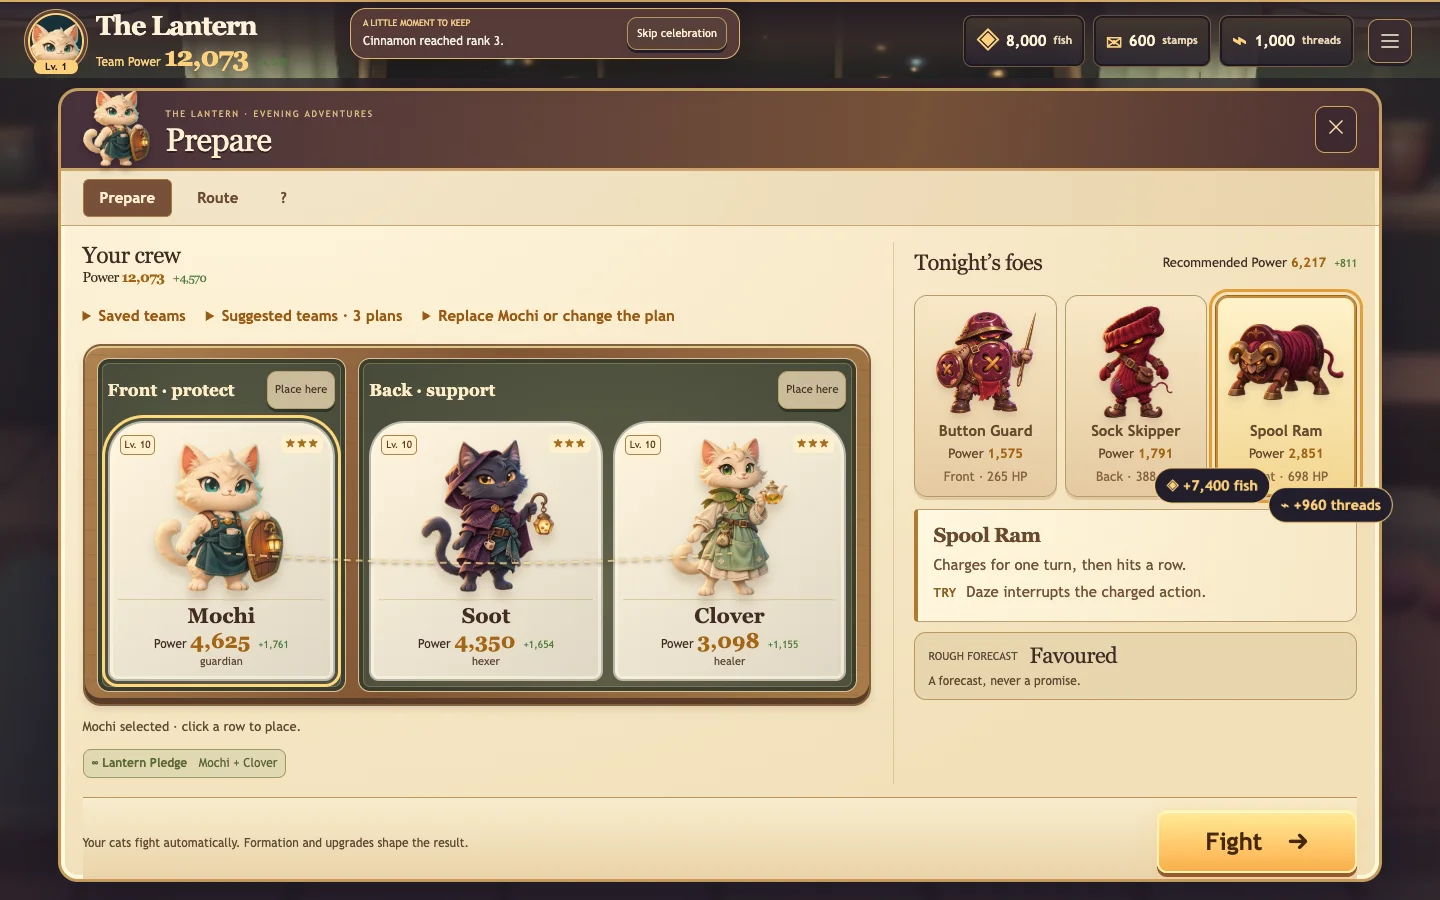 The Lantern
Team Power 12,073
Lv. 1
A LITTLE MOMENT TO KEEP
Cinnamon reached rank 3.
Skip celebration
8,000 fish
600 stamps
1,000 threads
THE LANTERN · EVENING ADVENTURES
Prepare
Prepare
Route
?
Your crew
Power 12,073 +4,570
Saved teams
Suggested teams · 3 plans
Replace Mochi or change the plan
Front · protect
Place here
Back · support
Place here
Lv. 10
Mochi
Power 4,625 +1,761
guardian
Lv. 10
Soot
Power 4,350 +1,654
hexer
Lv. 10
Clover
Power 3,098 +1,155
healer
Mochi selected · click a row to place.
Lantern Pledge Mochi + Clover
Tonight's foes
Recommended Power 6,217 +811
Button Guard
Power 1,575
Front · 265 HP
Sock Skipper
Power 1,791
Back · 388
Spool Ram
Power 2,851
· 698 HP
+7,400 fish
+960 threads
Spool Ram
Charges for one turn, then hits a row.
TRY Daze interrupts the charged action.
ROUGH FORECAST Favoured
A forecast, never a promise.
Your cats fight automatically. Formation and upgrades shape the result.
Fight →